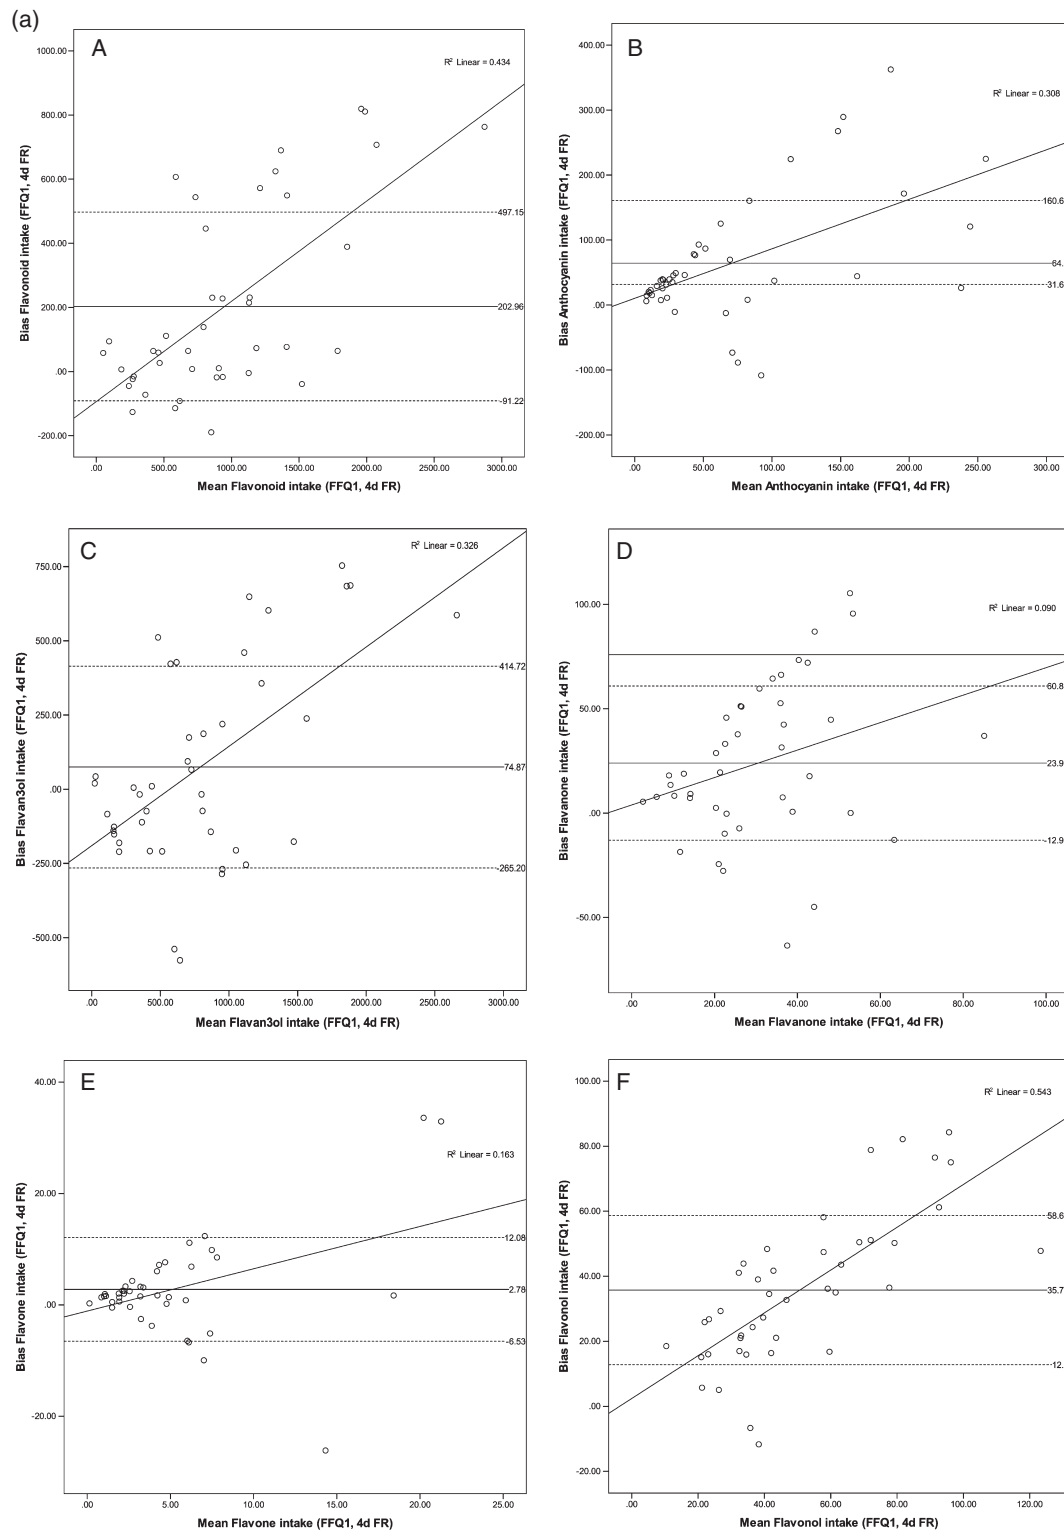 (a)
A
R² Linear = 0.434
1000.00
800.00
600.00
400.00
200.00
.00
-200.00
497.15
202.96
-91.22
Bias Flavonoid intake (FFQ1, 4d FR)
.00 500.00 1000.00 1500.00 2000.00 2500.00 3000.00
Mean Flavonoid intake (FFQ1, 4d FR)
B
R² Linear = 0.308
400.00
300.00
200.00
100.00
.00
-100.00
-200.00
160.6
64.
31.6
Bias Anthocyanin intake (FFQ1, 4d FR)
.00 50.00 100.00 150.00 200.00 250.00 300.00
Mean Anthocyanin intake (FFQ1, 4d FR)
C
R² Linear = 0.326
750.00
500.00
250.00
.00
-250.00
-500.00
414.72
74.87
-265.20
Bias Flavan3ol intake (FFQ1, 4d FR)
.00 500.00 1000.00 1500.00 2000.00 3000.00
Mean Flavan3ol intake (FFQ1, 4d FR)
D
R² Linear = 0.090
100.00
50.00
.00
-50.00
60.8
23.9
-12.9
Bias Flavanone intake (FFQ1, 4d FR)
.00 20.00 40.00 60.00 80.00 100.00
Mean Flavanone intake (FFQ1, 4d FR)
E
R² Linear = 0.163
40.00
20.00
.00
-20.00
12.08
2.78
-6.53
Bias Flavone intake (FFQ1, 4d FR)
.00 5.00 10.00 15.00 20.00 25.00
Mean Flavone intake (FFQ1, 4d FR)
F
R² Linear = 0.543
100.00
80.00
60.00
40.00
20.00
.00
-20.00
58.6
35.7
12.
Bias Flavonol intake (FFQ1, 4d FR)
.00 20.00 40.00 60.00 80.00 100.00 120.00
Mean Flavonol intake (FFQ1, 4d FR)